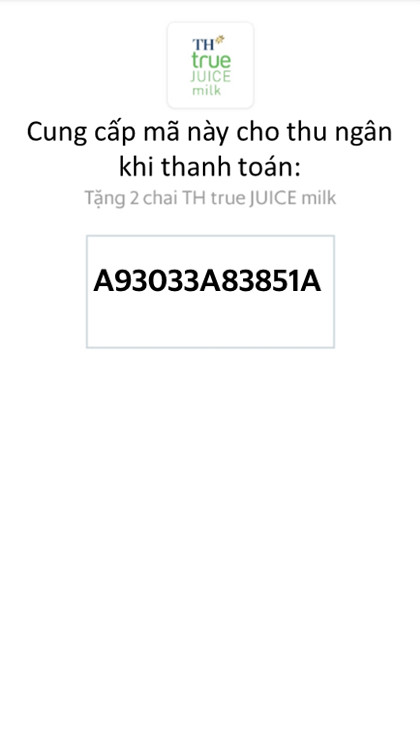 TH
true
JUICE
milk
Cung cấp mã này cho thu ngân
khi thanh toán:
Tặng 2 chai TH true JUICE milk
A93033A83851A